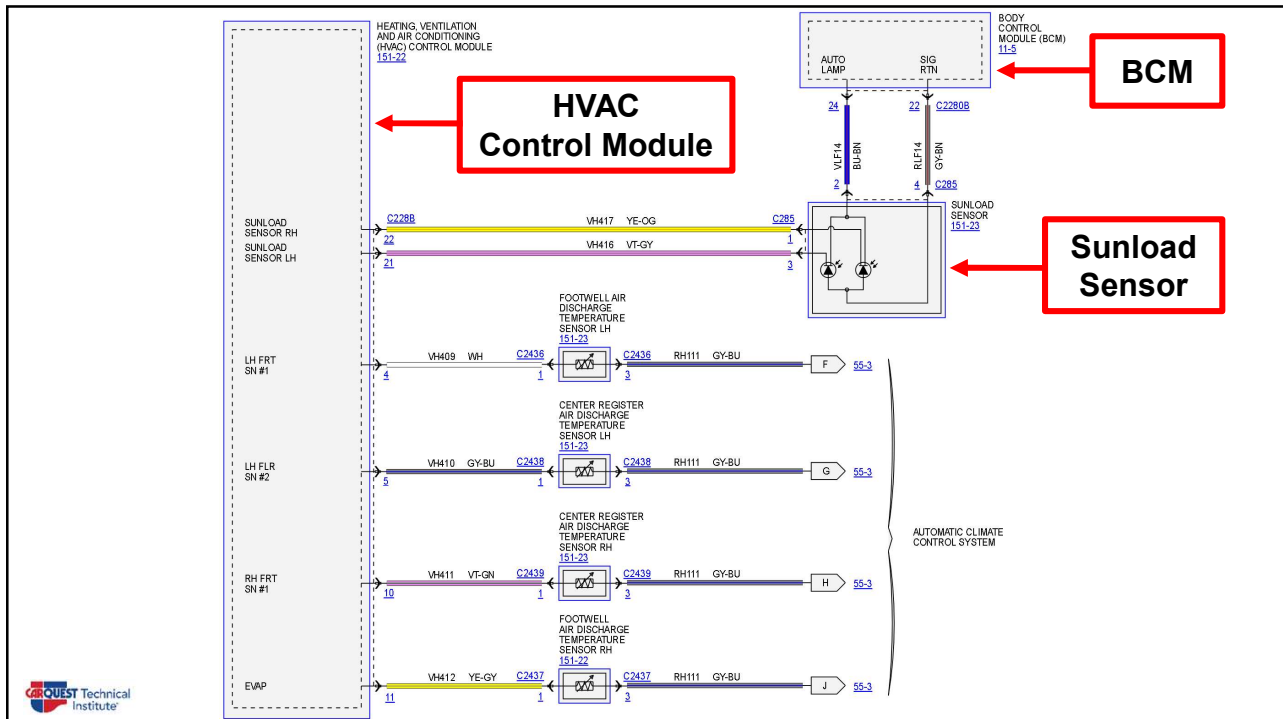 HEATING, VENTILATION
AND AIR CONDITIONING
(HVAC) CONTROL MODULE
151-22
BODY
CONTROL
MODULE (BCM)
11-5
AUTO
LAMP
SIG
RTN
BCM
HVAC
Control Module
24
22
C2280B
VLF14
BU-BN
RLF14
GY-BN
2
4
C285
SUNLOAD
SENSOR
151-23
Sunload
Sensor
SUNLOAD
SENSOR RH
C228B
22
VH417
YE-OG
C285
1
SUNLOAD
SENSOR LH
21
VH416
VT-GY
3
FOOTWELL AIR
DISCHARGE
TEMPERATURE
SENSOR LH
151-23
LH FRT
SN #1
4
VH409
WH
C2436
1
C2436
3
RH111
GY-BU
F
55-3
CENTER REGISTER
AIR DISCHARGE
TEMPERATURE
SENSOR LH
151-23
LH FLR
SN #2
5
VH410
GY-BU
C2438
1
C2438
3
RH111
GY-BU
G
55-3
AUTOMATIC CLIMATE
CONTROL SYSTEM
CENTER REGISTER
AIR DISCHARGE
TEMPERATURE
SENSOR RH
151-23
RH FRT
SN #1
10
VH411
VT-GN
C2439
1
C2439
3
RH111
GY-BU
H
55-3
FOOTWELL
AIR DISCHARGE
TEMPERATURE
SENSOR RH
151-22
EVAP
11
VH412
YE-GY
C2437
1
C2437
3
RH111
GY-BU
J
55-3
CARQUEST Technical
Institute